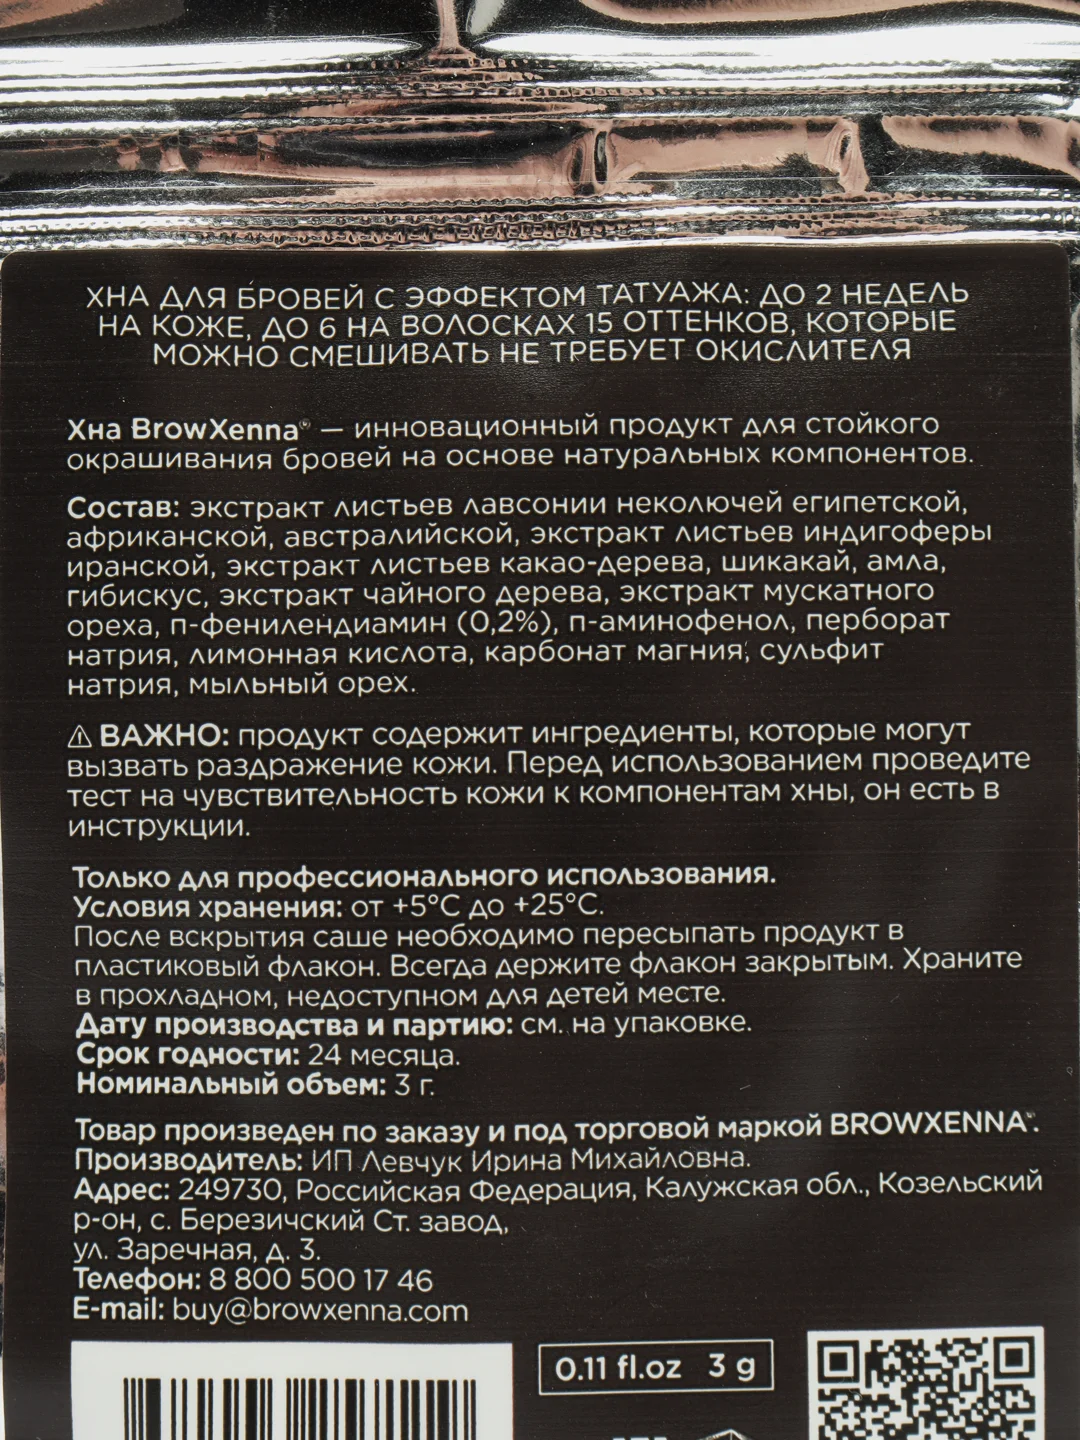 ХНА ДЛЯ БРОВЕЙ С ЭФФЕКТОМ ТАТУАЖА: ДО 2 НЕДЕЛЬ
НА КОЖЕ, ДО 6 НА ВОЛОСКАХ 15 ОТТЕНКОВ, КОТОРЫЕ
МОЖНО СМЕШИВАТЬ НЕ ТРЕБУЕТ ОКИСЛИТЕЛЯ
Хна BrowXenna® — инновационный продукт для стойкого
окрашивания бровей на основе натуральных компонентов.
Состав: экстракт листьев лавсонии неколючей египетской,
африканской, австралийской, экстракт листьев индигоферы
иранской, экстракт листьев какао-дерева, шикакай, амла,
гибискус, экстракт чайного дерева, экстракт мускатного
ореха, п-фенилендиамин (0,2%), п-аминофенол, перборат
натрия, лимонная кислота, карбонат магния, сульфит
натрия, мыльный орех.
⚠ ВАЖНО: продукт содержит ингредиенты, которые могут
вызвать раздражение кожи. Перед использованием проведите
тест на чувствительность кожи к компонентам хны, он есть в
инструкции.
Только для профессионального использования.
Условия хранения: от +5°C до +25°C.
После вскрытия саше необходимо пересыпать продукт в
пластиковый флакон. Всегда держите флакон закрытым. Храните
в прохладном, недоступном для детей месте.
Дату производства и партию: см. на упаковке.
Срок годности: 24 месяца.
Номинальный объем: 3 г.
Товар произведен по заказу и под торговой маркой BROWXENNA®.
Производитель: ИП Левчук Ирина Михайловна.
Адрес: 249730, Российская Федерация, Калужская обл., Козельский
р-он, с. Березичский Ст. завод,
ул. Заречная, д. 3.
Телефон: 8 800 500 17 46
E-mail: buy@browxenna.com
0.11 fl.oz 3 g